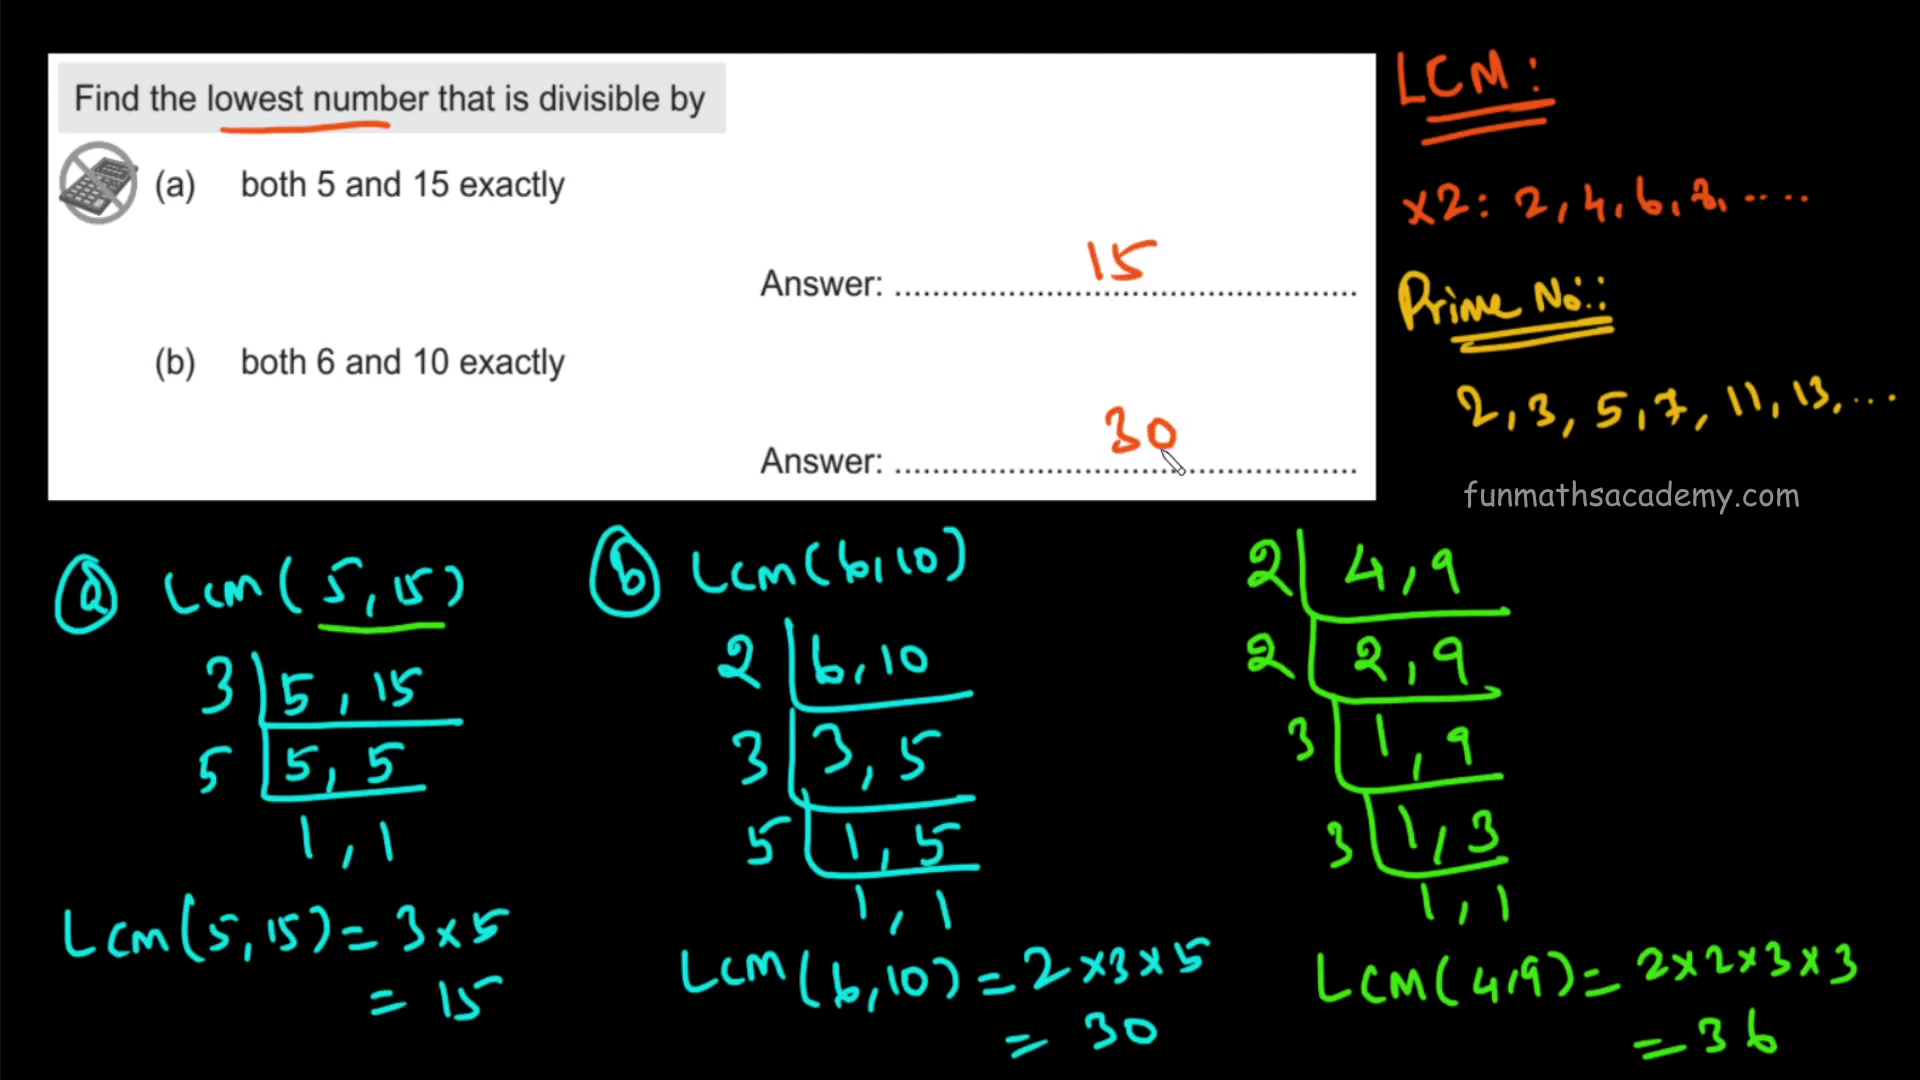 Find the lowest number that is divisible by
(a) both 5 and 15 exactly
Answer: ................................................. 15
(b) both 6 and 10 exactly
Answer: ................................................. 30
LCM:
x2: 2, 4, 6, 8, ....
Prime No.:
2, 3, 5, 7, 11, 13, ...
funmathsacademy.com
a Lcm(5,15)
3 | 5, 15
5 | 5, 5
1, 1
Lcm(5,15) = 3 x 5
= 15
b Lcm(6,10)
2 | 6, 10
3 | 3, 5
5 | 1, 5
1, 1
Lcm(6,10) = 2 x 3 x 5
= 30
2 | 4, 9
2 | 2, 9
3 | 1, 9
3 | 1, 3
1, 1
LCM(4,9) = 2 x 2 x 3 x 3
= 36